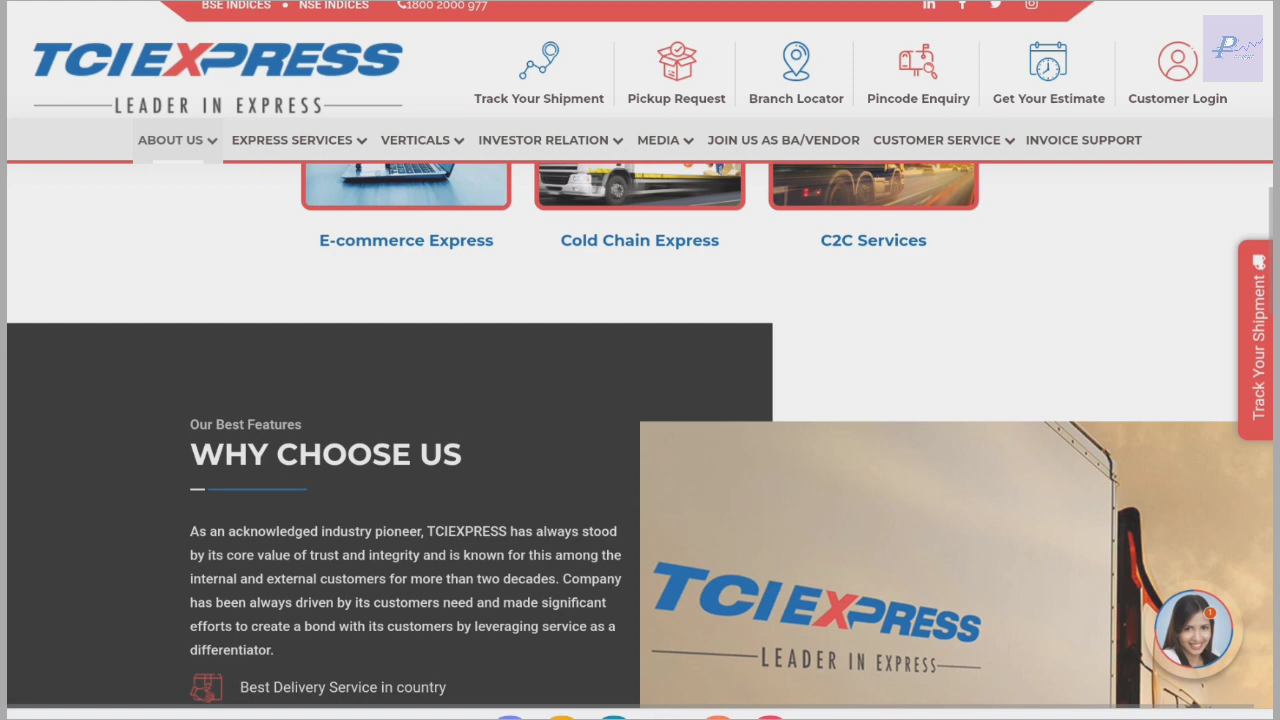 BSE INDICES • NSE INDICES 1800 2000 977
TCIEXPRESS
LEADER IN EXPRESS
Track Your Shipment
Pickup Request
Branch Locator
Pincode Enquiry
Get Your Estimate
Customer Login
ABOUT US EXPRESS SERVICES VERTICALS INVESTOR RELATION MEDIA JOIN US AS BA/VENDOR CUSTOMER SERVICE INVOICE SUPPORT
E-commerce Express
Cold Chain Express
C2C Services
Track Your Shipment
Our Best Features
WHY CHOOSE US
As an acknowledged industry pioneer, TCIEXPRESS has always stood
by its core value of trust and integrity and is known for this among the
internal and external customers for more than two decades. Company
has been always driven by its customers need and made significant
efforts to create a bond with its customers by leveraging service as a
differentiator.
Best Delivery Service in country
TCIEXPRESS
LEADER IN EXPRESS
1